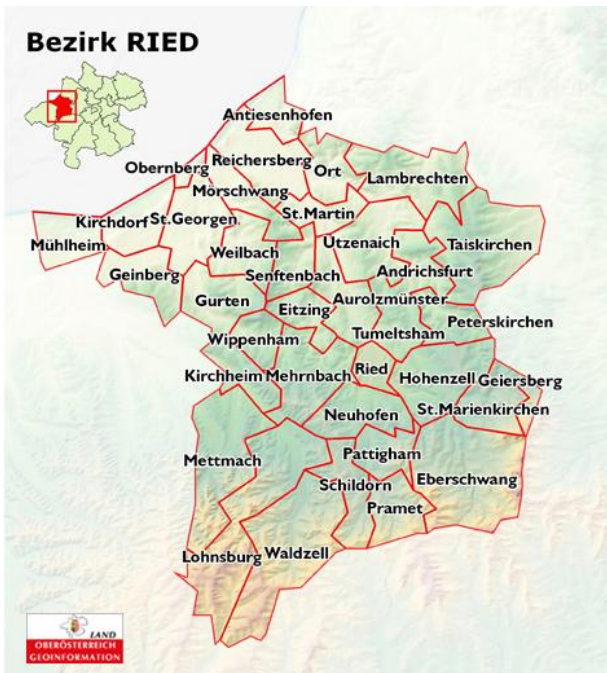 Bezirk RIED
Antiesenhofen
Reichersberg
Ort
Obernberg
Lambrechten
Mörschwang
St.Martin
Kirchdorf
St.Georgen
Mühlheim
Utzenaich
Taiskirchen
Weilbach
Geinberg
Senftenbach
Andrichsfurt
Gurten
Eitzing
Aurolzmünster
Peterskirchen
Wippenham
Tumeltsham
Kirchheim
Mehrnbach
Ried
Hohenzell
Geiersberg
Neuhofen
St.Marienkirchen
Mettmach
Pattigham
Schildorn
Eberschwang
Pramet
Lohnsburg
Waldzell
LAND
OBERÖSTERREICH
GEOINFORMATION